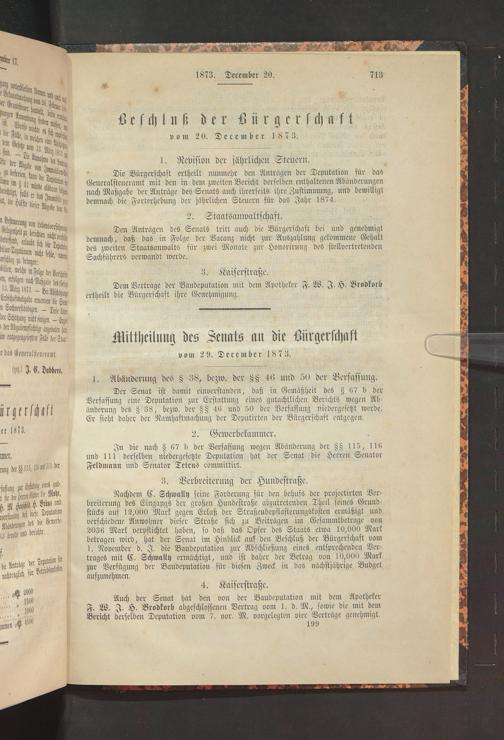 1873. December 20. 713
Beschluß der Bürgerschaft
vom 20. December 1873.
1. Revision der jährlichen Steuern.
Die Bürgerschaft ertheilt nunmehr den Anträgen der Deputation für das
Generalsteueramt mit den in dem zweiten Bericht derselben enthaltenen Abänderungen
nach Maßgabe der Anträge des Senats auch ihrerseits ihre Zustimmung, und bewilligt
demnach die Forterhebung der jährlichen Steuern für das Jahr 1874.
2. Staatsanwaltschaft.
Den Anträgen des Senats tritt auch die Bürgerschaft bei und genehmigt
demnach, daß das in Folge der Vacanz nicht zur Auszahlung gekommene Gehalt
des zweiten Staatsanwalts für zwei Monate zur Honorirung des stellvertretenden
Sachführers verwandt werde.
3. Kaiserstraße.
Dem Vertrage der Baudeputation mit dem Apotheker F. W. J. H. Brodkorb
ertheilt die Bürgerschaft ihre Genehmigung.
Mittheilung des Senats an die Bürgerschaft
vom 29. December 1873.
1. Abänderung des § 38, bezw. der §§ 46 und 50 der Verfassung.
Der Senat ist damit einverstanden, daß in Gemäßheit des § 67 b der
Verfassung eine Deputation zur Erstattung eines gutachtlichen Berichts wegen Ab-
änderung des § 38, bezw. der §§ 46 und 50 der Verfassung niedergesetzt werde.
Er sieht daher der Namhaftmachung der Deputirten der Bürgerschaft entgegen.
2. Gewerbekammer.
In die nach § 67 b der Verfassung wegen Abänderung der §§ 115, 116
und 111 derselben niedergesetzte Deputation hat der Senat die Herren Senator
Feldmann und Senator Tetens committirt.
3. Verbreiterung der Hundestraße.
Nachdem C. Schwally seine Forderung für den behufs der projectirten Ver-
breiterung des Eingangs der großen Hundestraße abzutretenden Theil seines Grund-
stücks auf 12,000 Mark gegen Erlaß der Straßenbepflasterungskosten ermäßigt und
verschiedene Anwohner dieser Straße sich zu Beiträgen im Gesammtbetrage von
2036 Mark verpflichtet haben, so daß das Opfer des Staats etwa 10,000 Mark
betragen wird, hat der Senat im Hinblick auf den Beschluß der Bürgerschaft vom
1. November d. J. die Baudeputation zur Abschließung eines entsprechenden Ver-
trages mit C. Schwally ermächtigt, und ist daher der Betrag von 10,000 Mark
zur Verfügung der Baudeputation für diesen Zweck in das nächstjährige Budget
aufzunehmen.
4. Kaiserstraße.
Auch der Senat hat den von der Baudeputation mit dem Apotheker
F. W. J. H. Brodkorb abgeschlossenen Vertrag vom 1. d. M., sowie die mit dem
Bericht derselben Deputation vom 7. vor. M. vorgelegten vier Verträge genehmigt.
199